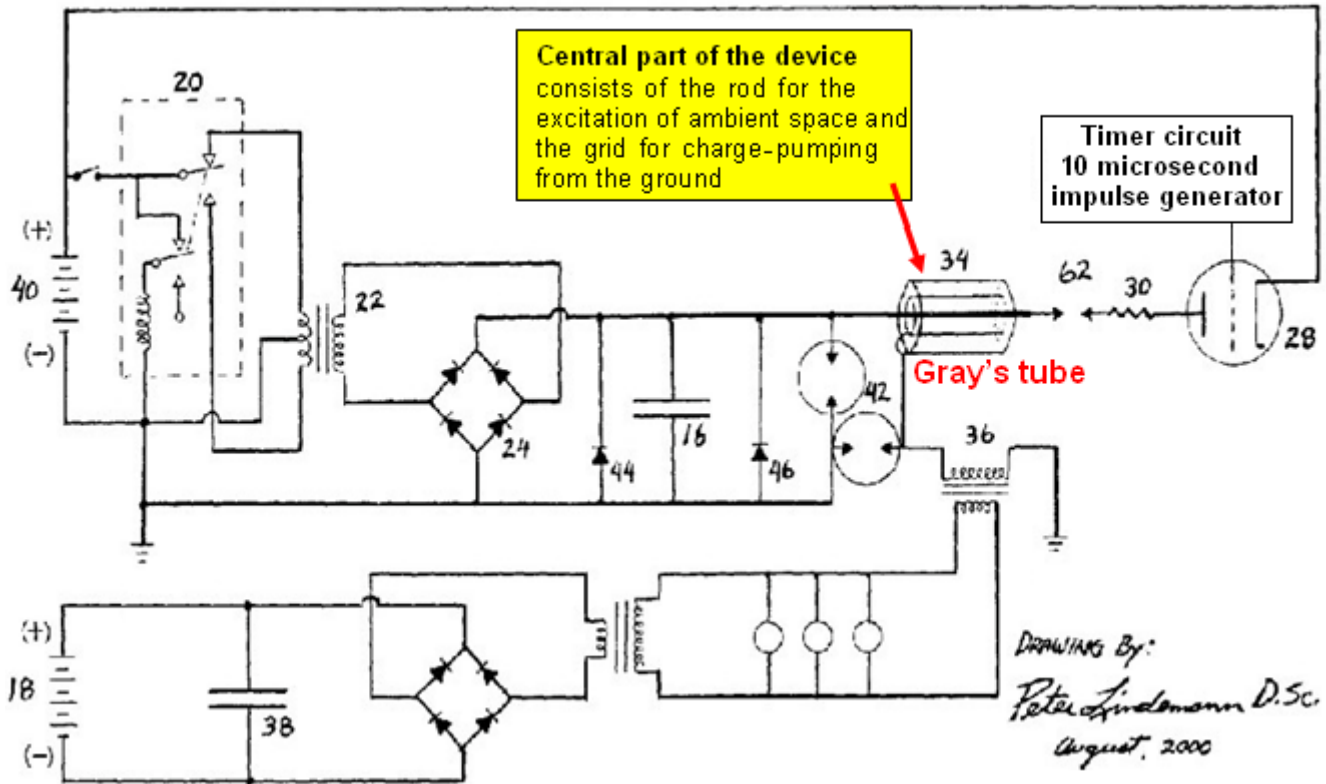 Central part of the device
consists of the rod for the
excitation of ambient space and
the grid for charge-pumping
from the ground
Timer circuit
10 microsecond
impulse generator
20
(+)
40
(-)
22
24
44
16
46
42
34
Gray's tube
62
30
28
36
(+)
18
(-)
38
DRAWING By:
Peter Lindemann D.Sc.
August, 2000